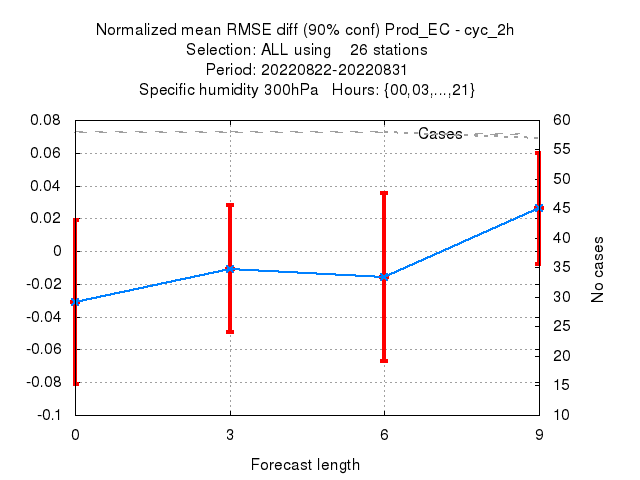 Normalized mean RMSE diff (90% conf) Prod_EC - cyc_2h
Selection: ALL using    26 stations
Period: 20220822-20220831
Specific humidity 300hPa   Hours: {00,03,...,21}
0.08
0.06
0.04
0.02
0
-0.02
-0.04
-0.06
-0.08
-0.1
Cases
60
55
50
45
40
35
30
25
20
15
10
No cases
0 3 6 9
Forecast length